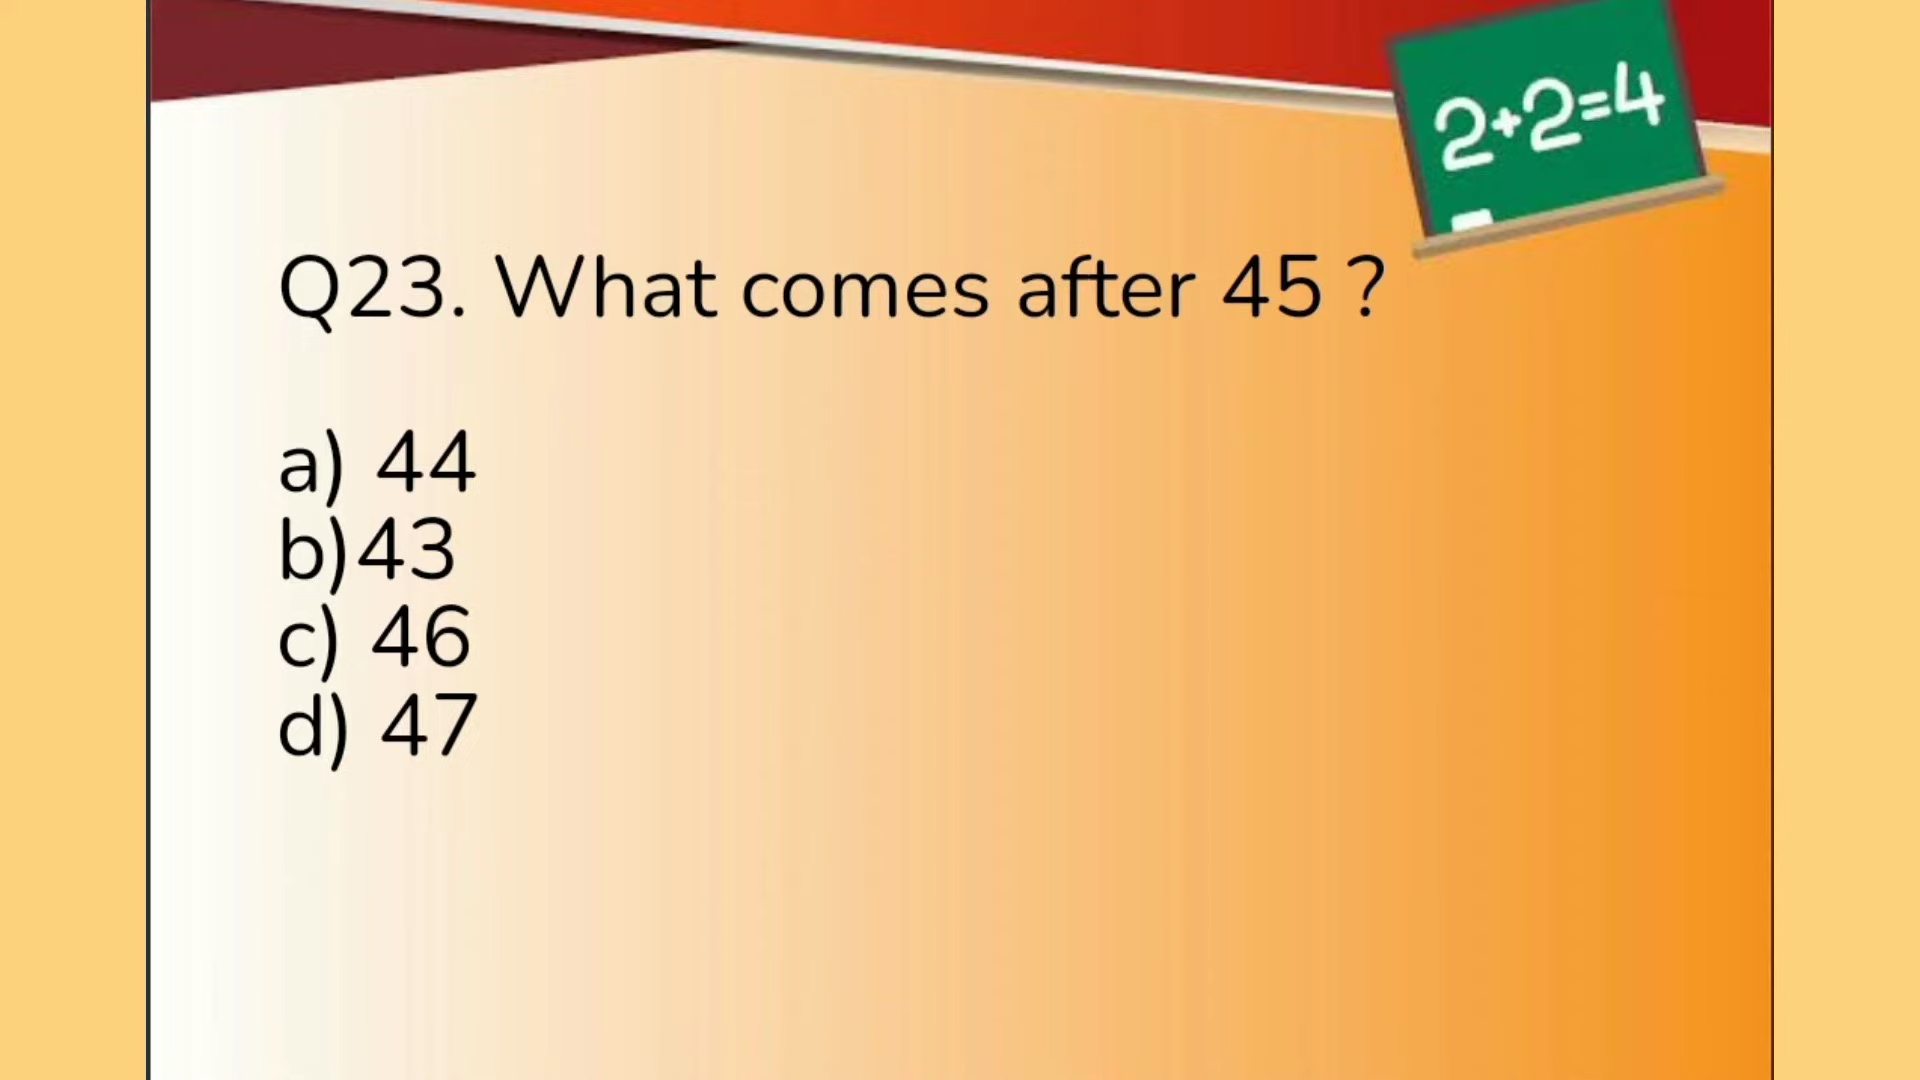 2+2=4
Q23. What comes after 45 ?
a) 44
b)43
c) 46
d) 47